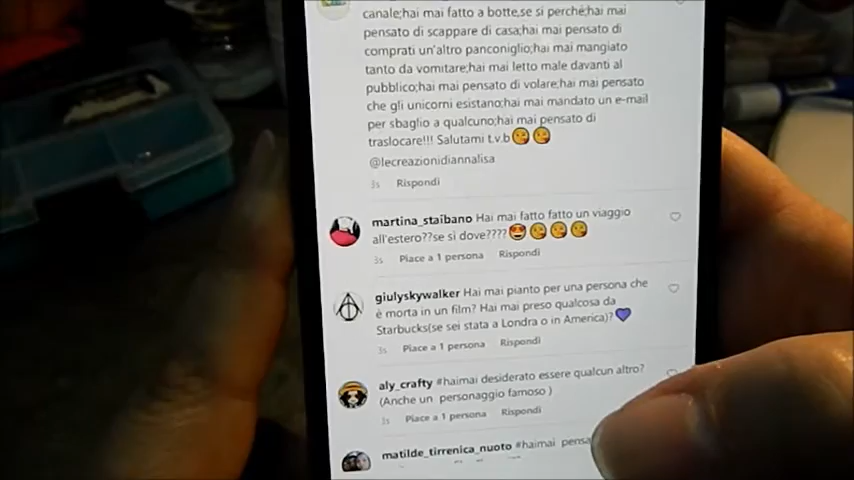 canale;hai mai fatto a botte,se si perchè;hai mai
pensato di scappare di casa;hai mai pensato di
comprati un'altro panconiglio;hai mai mangiato
tanto da vomitare;hai mai letto male davanti al
pubblico;hai mai pensato di volare;hai mai pensato
che gli unicorni esistano;hai mai mandato un e-mail
per sbaglio a qualcuno;hai mai pensato di
traslocare!!! Salutami t.v.b
@lecreazionidiannalisa
3s Rispondi
martina_staibano Hai mai fatto fatto un viaggio
all'estero??se sì dove????
3s Piace a 1 persona Rispondi
giulyskywalker Hai mai pianto per una persona che
è morta in un film? Hai mai preso qualcosa da
Starbucks(se sei stata a Londra o in America)?
3s Piace a 1 persona Rispondi
aly_crafty #haimai desiderato essere qualcun altro?
(Anche un personaggio famoso )
3s Piace a 1 persona Rispondi
matilde_tirrenica_nuoto #haimai